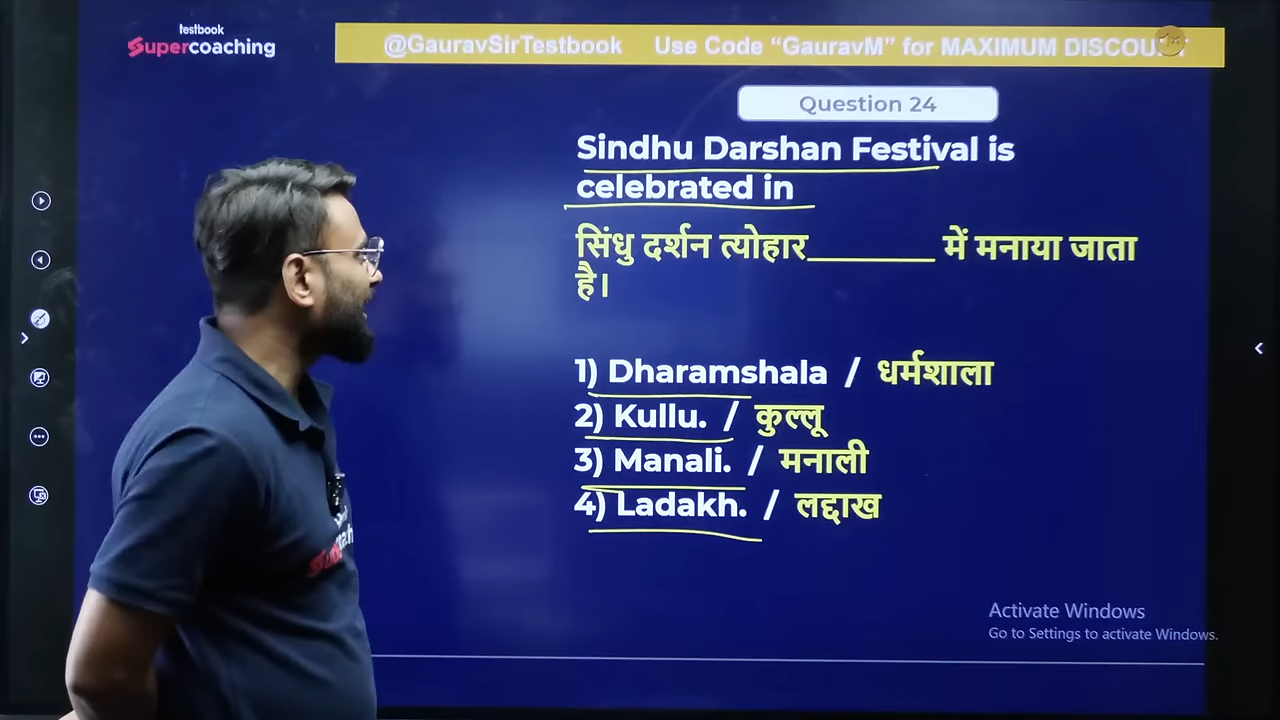 testbook
Supercoaching
@GauravSirTestbook Use Code “GauravM” for MAXIMUM DISCOUNT
Question 24
Sindhu Darshan Festival is
celebrated in
सिंधु दर्शन त्योहार_________ में मनाया जाता
है।
1) Dharamshala / धर्मशाला
2) Kullu. / कुल्लू
3) Manali. / मनाली
4) Ladakh. / लद्दाख
Activate Windows
Go to Settings to activate Windows.